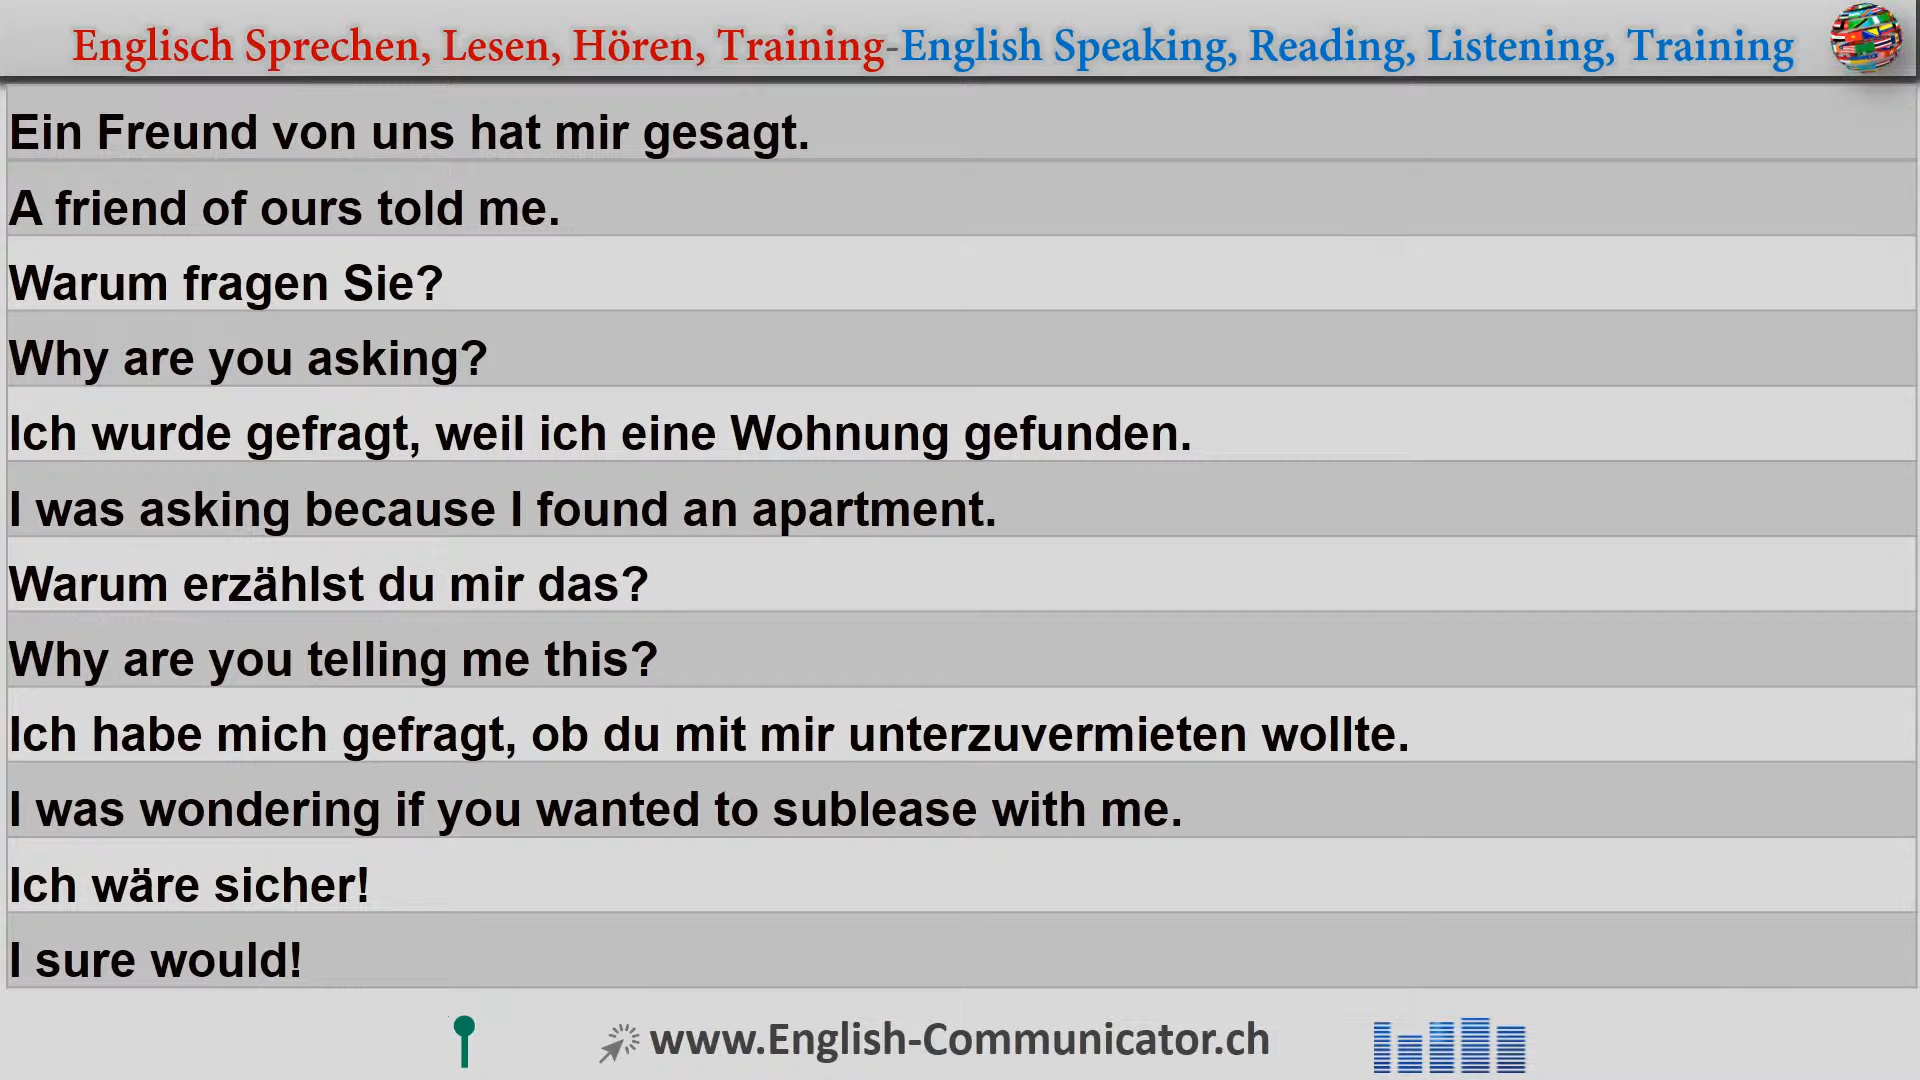 Englisch Sprechen, Lesen, Hören, Training-English Speaking, Reading, Listening, Training
Ein Freund von uns hat mir gesagt.
A friend of ours told me.
Warum fragen Sie?
Why are you asking?
Ich wurde gefragt, weil ich eine Wohnung gefunden.
I was asking because I found an apartment.
Warum erzählst du mir das?
Why are you telling me this?
Ich habe mich gefragt, ob du mit mir unterzuvermieten wollte.
I was wondering if you wanted to sublease with me.
Ich wäre sicher!
I sure would!
www.English-Communicator.ch